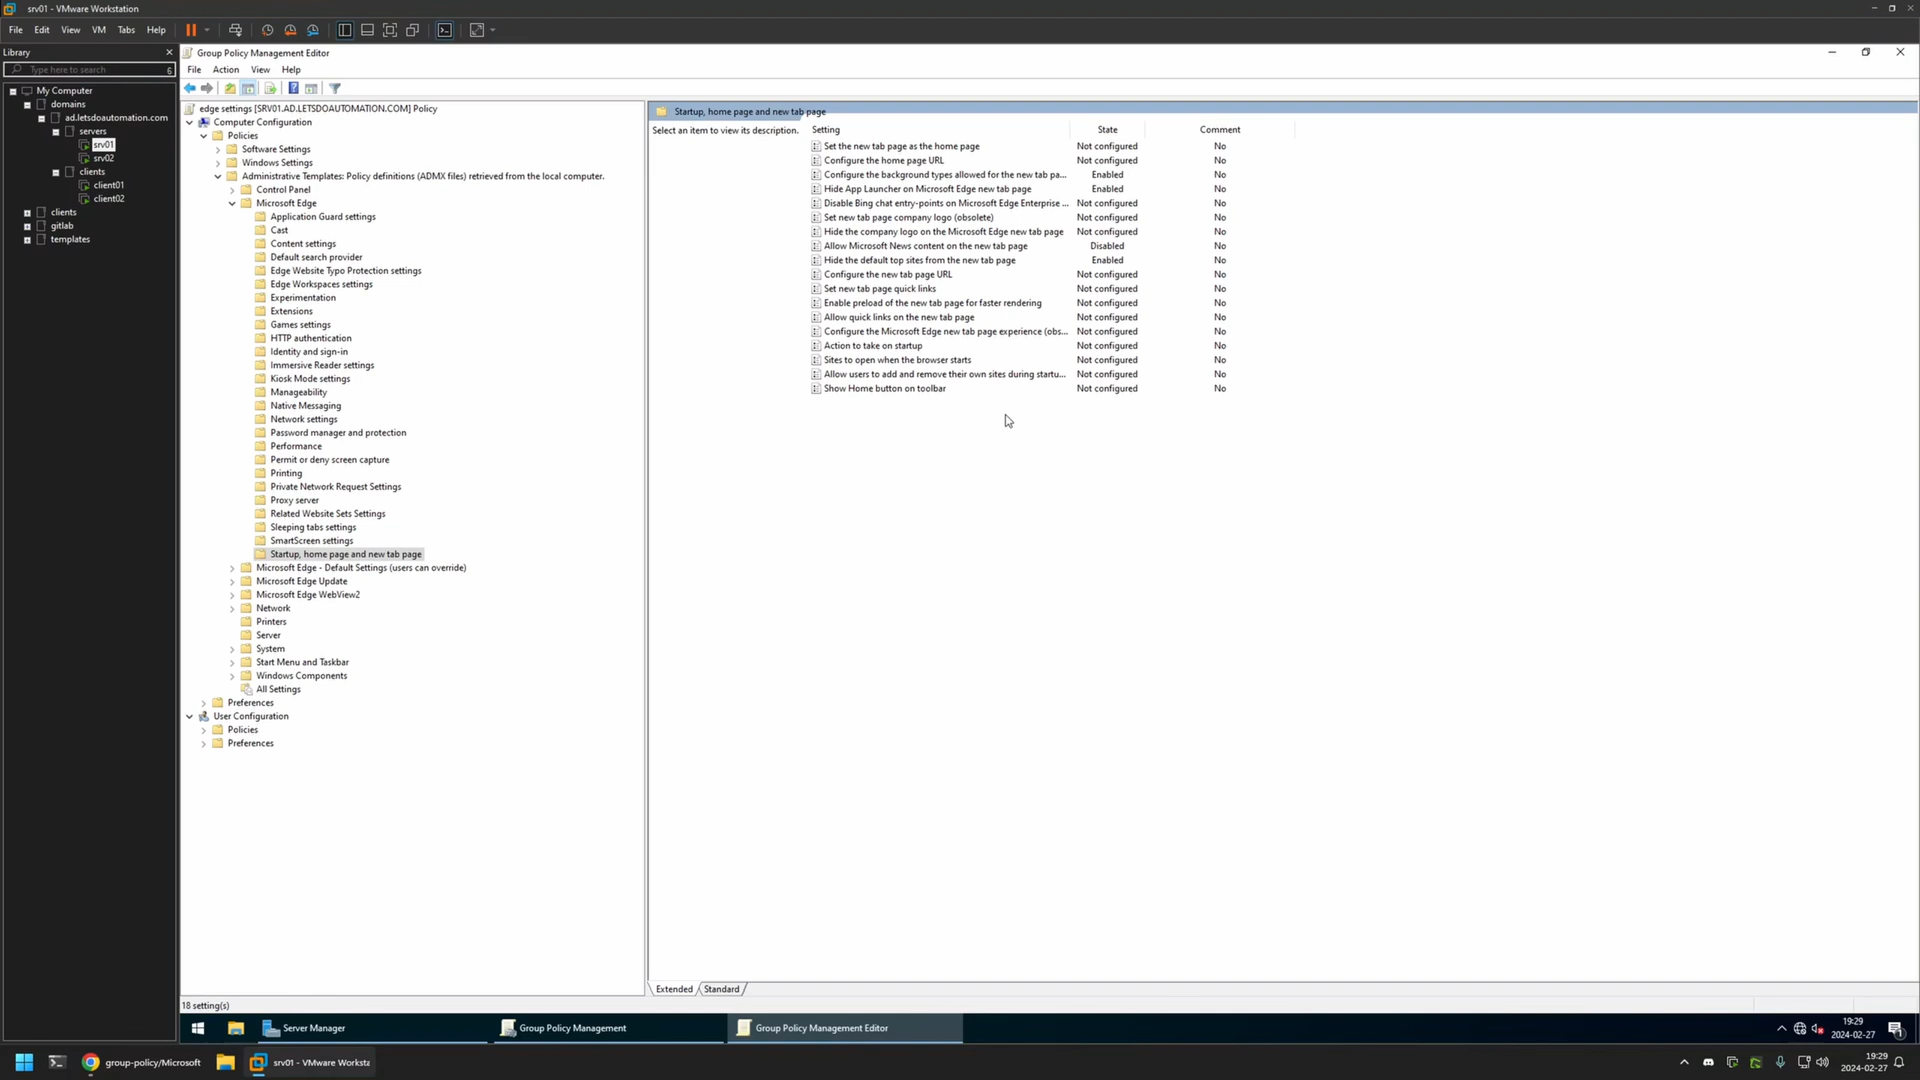 srv01 - VMware Workstation
File Edit View VM Tabs Help
Library
Type here to search
My Computer
domains
ad.letsdoautomation.com
servers
srv01
srv02
clients
client01
client02
clients
gitlab
templates
Group Policy Management Editor
File Action View Help
edge settings [SRV01.AD.LETSDOAUTOMATION.COM] Policy
Computer Configuration
Policies
Software Settings
Windows Settings
Administrative Templates: Policy definitions (ADMX files) retrieved from the local computer.
Control Panel
Microsoft Edge
Application Guard settings
Cast
Content settings
Default search provider
Edge Website Typo Protection settings
Edge Workspaces settings
Experimentation
Extensions
Games settings
HTTP authentication
Identity and sign-in
Immersive Reader settings
Kiosk Mode settings
Manageability
Native Messaging
Network settings
Password manager and protection
Performance
Permit or deny screen capture
Printing
Private Network Request Settings
Proxy server
Related Website Sets Settings
Sleeping tabs settings
SmartScreen settings
Startup, home page and new tab page
Microsoft Edge - Default Settings (users can override)
Microsoft Edge Update
Microsoft Edge WebView2
Network
Printers
Server
System
Start Menu and Taskbar
Windows Components
All Settings
Preferences
User Configuration
Policies
Preferences
Startup, home page and new tab page
Select an item to view its description.
Setting State Comment
Set the new tab page as the home page Not configured No
Configure the home page URL Not configured No
Configure the background types allowed for the new tab pa... Enabled No
Hide App Launcher on Microsoft Edge new tab page Enabled No
Disable Bing chat entry-points on Microsoft Edge Enterprise ... Not configured No
Set new tab page company logo (obsolete) Not configured No
Hide the company logo on the Microsoft Edge new tab page Not configured No
Allow Microsoft News content on the new tab page Disabled No
Hide the default top sites from the new tab page Enabled No
Configure the new tab page URL Not configured No
Set new tab page quick links Not configured No
Enable preload of the new tab page for faster rendering Not configured No
Allow quick links on the new tab page Not configured No
Configure the Microsoft Edge new tab page experience (obs... Not configured No
Action to take on startup Not configured No
Sites to open when the browser starts Not configured No
Allow users to add and remove their own sites during startu... Not configured No
Show Home button on toolbar Not configured No
Extended Standard
18 setting(s)
Server Manager
Group Policy Management
Group Policy Management Editor
19:29
2024-02-27
group-policy/Microsoft
srv01 - VMware Worksta
19:29
2024-02-27